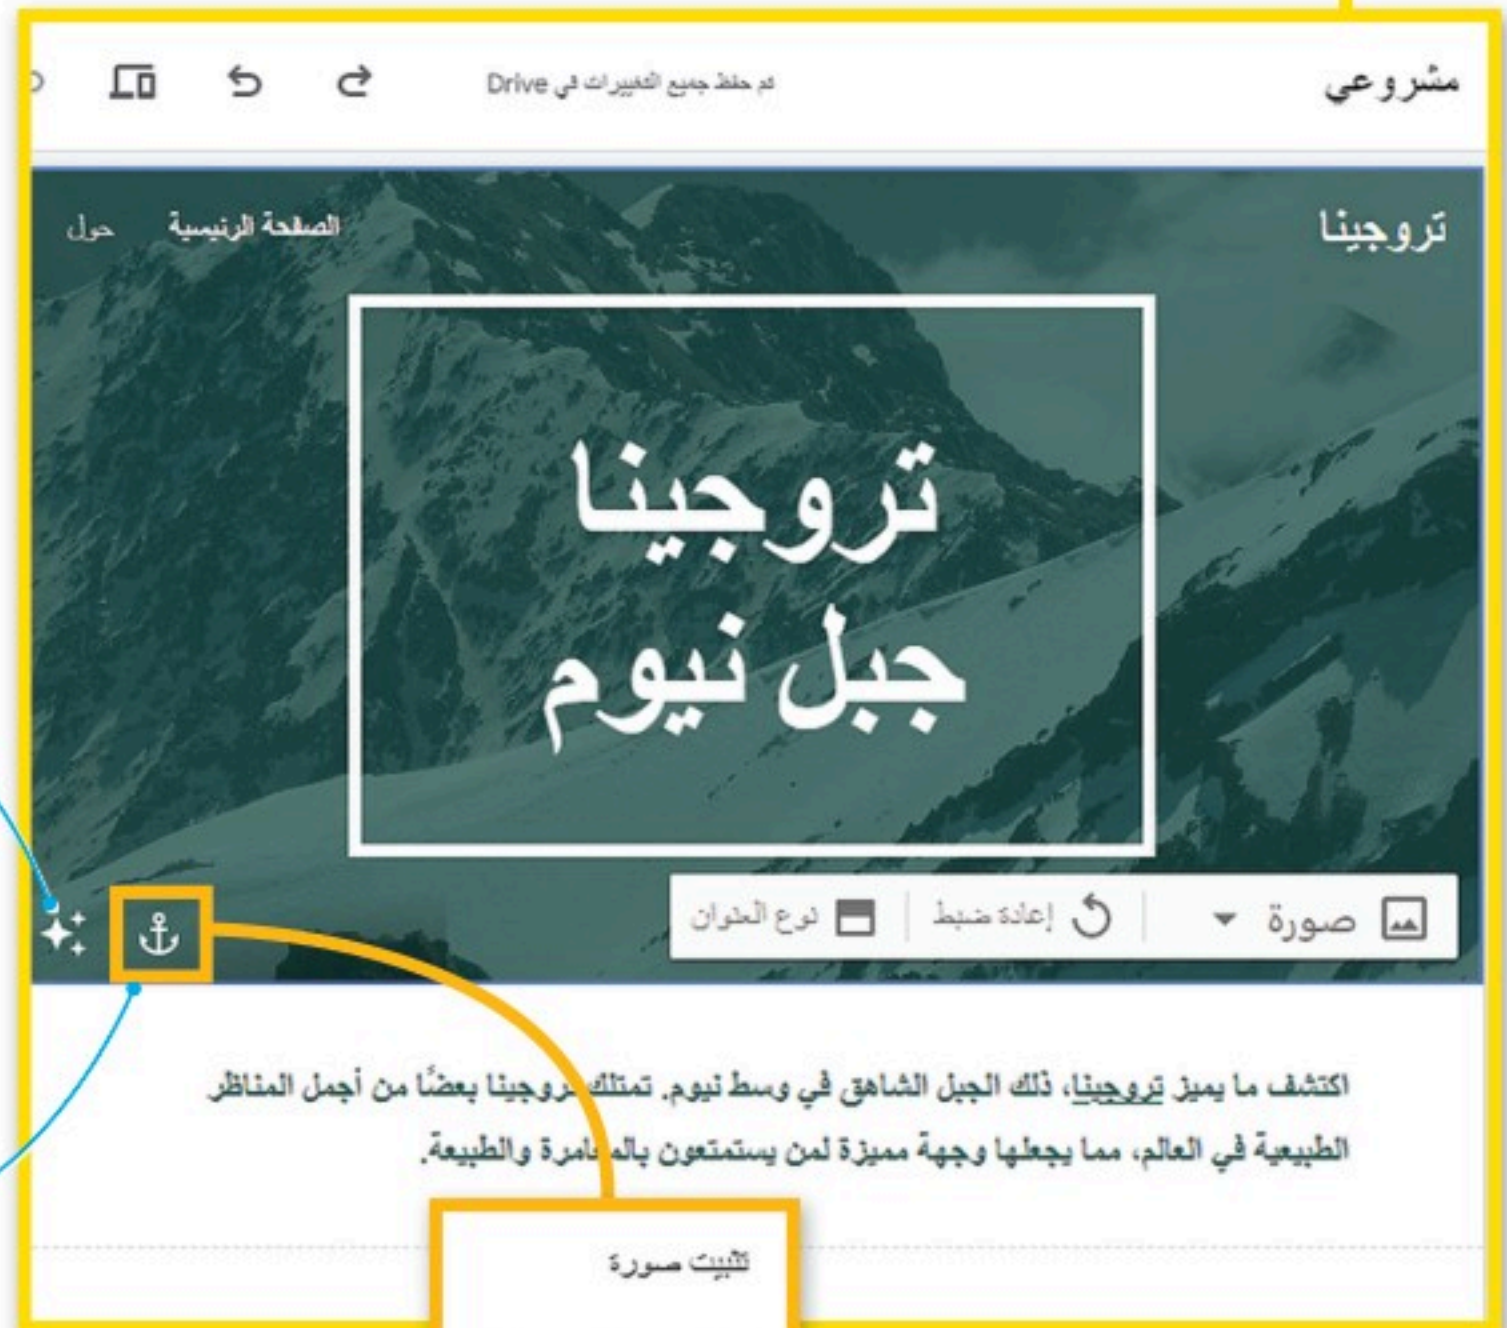 مشروعي
تم حفظ جميع التغييرات في Drive
تروجينا
الصفحة الرئيسية
حول
تروجينا
جبل نيوم
صورة
إعادة ضبط
نوع العنوان
اكتشف ما يميز تروجينا، ذلك الجبل الشاهق في وسط نيوم. تمتلك تروجينا بعضًا من أجمل المناظر
الطبيعية في العالم، مما يجعلها وجهة مميزة لمن يستمتعون بالمغامرة والطبيعة.
تثبيت صورة